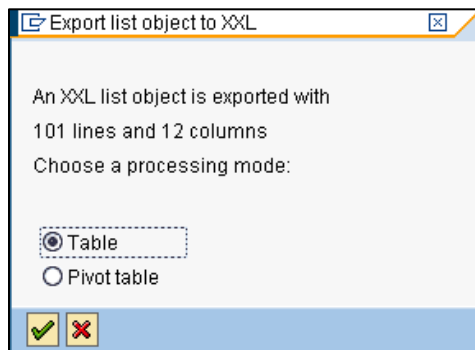 Export list object to XXL
An XXL list object is exported with
101 lines and 12 columns
Choose a processing mode:
Table
Pivot table